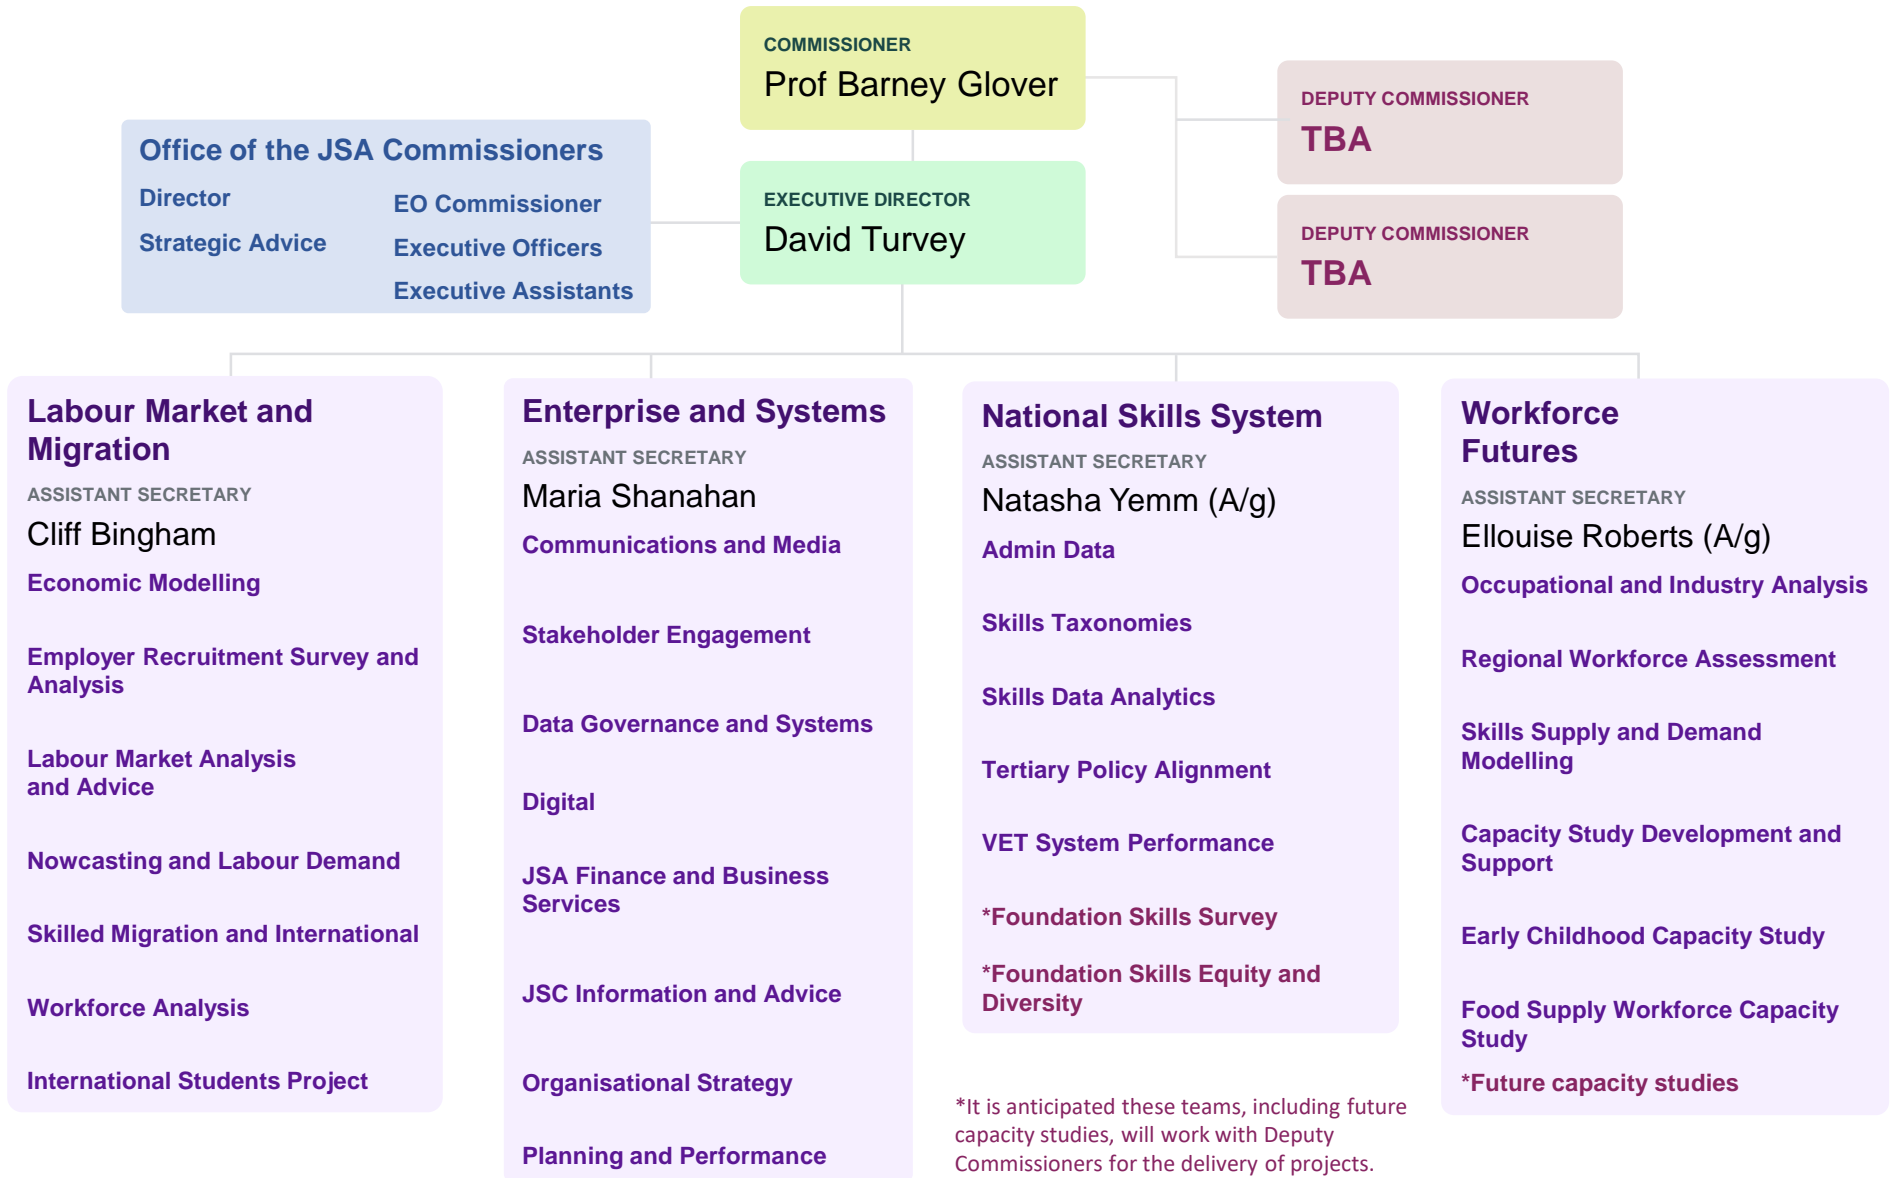 COMMISSIONER
Prof Barney Glover
DEPUTY COMMISSIONER
TBA
DEPUTY COMMISSIONER
TBA
Office of the JSA Commissioners
Director
Strategic Advice
EO Commissioner
Executive Officers
Executive Assistants
EXECUTIVE DIRECTOR
David Turvey
Labour Market and
Migration
ASSISTANT SECRETARY
Cliff Bingham
Economic Modelling
Employer Recruitment Survey and
Analysis
Labour Market Analysis
and Advice
Nowcasting and Labour Demand
Skilled Migration and International
Workforce Analysis
International Students Project
Enterprise and Systems
ASSISTANT SECRETARY
Maria Shanahan
Communications and Media
Stakeholder Engagement
Data Governance and Systems
Digital
JSA Finance and Business
Services
JSC Information and Advice
Organisational Strategy
Planning and Performance
National Skills System
ASSISTANT SECRETARY
Natasha Yemm (A/g)
Admin Data
Skills Taxonomies
Skills Data Analytics
Tertiary Policy Alignment
VET System Performance
*Foundation Skills Survey
*Foundation Skills Equity and
Diversity
Workforce
Futures
ASSISTANT SECRETARY
Ellouise Roberts (A/g)
Occupational and Industry Analysis
Regional Workforce Assessment
Skills Supply and Demand
Modelling
Capacity Study Development and
Support
Early Childhood Capacity Study
Food Supply Workforce Capacity
Study
*Future capacity studies
*It is anticipated these teams, including future
capacity studies, will work with Deputy
Commissioners for the delivery of projects.